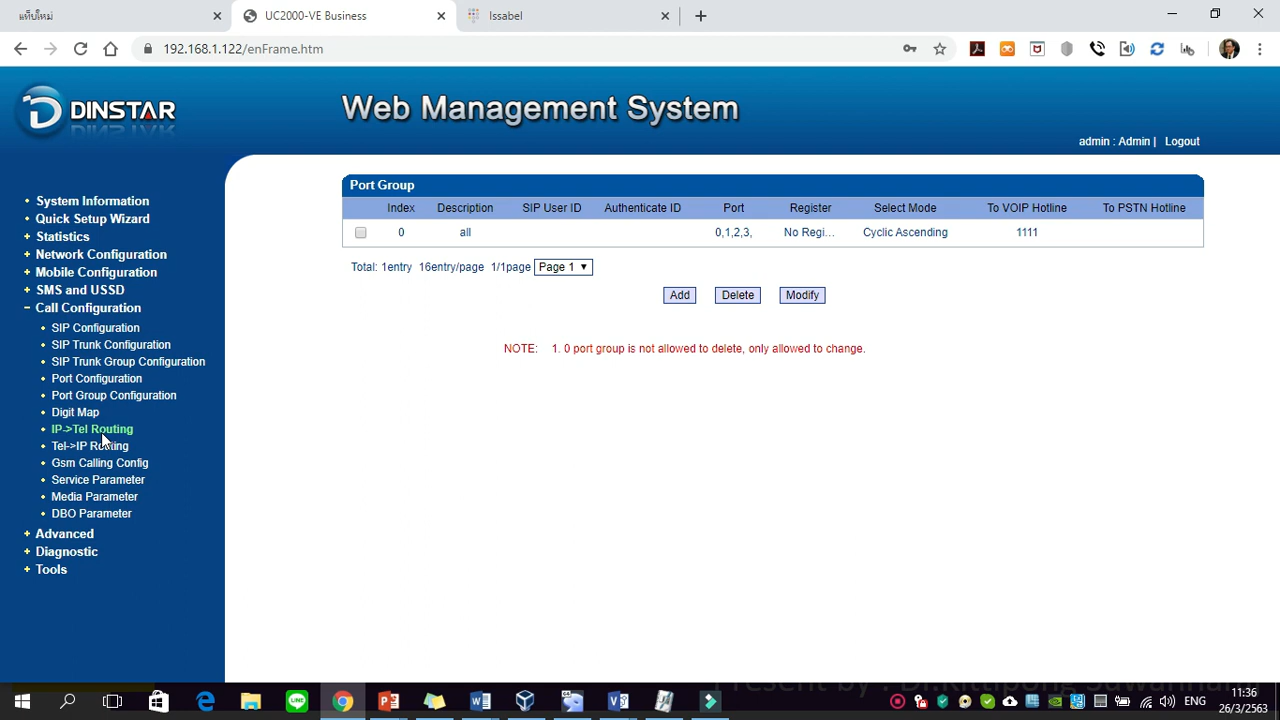 แท็บใหม่
UC2000-VE Business
Issabel
192.168.1.122/enFrame.htm
DINSTAR
Web Management System
admin : Admin | Logout
System Information
Quick Setup Wizard
Statistics
Network Configuration
Mobile Configuration
SMS and USSD
Call Configuration
SIP Configuration
SIP Trunk Configuration
SIP Trunk Group Configuration
Port Configuration
Port Group Configuration
Digit Map
IP->Tel Routing
Tel->IP Routing
Gsm Calling Config
Service Parameter
Media Parameter
DBO Parameter
Advanced
Diagnostic
Tools
Port Group
Index Description SIP User ID Authenticate ID Port Register Select Mode To VOIP Hotline To PSTN Hotline
0 all 0,1,2,3, No Regi... Cyclic Ascending 1111
Total: 1entry 16entry/page 1/1page Page 1
Add Delete Modify
NOTE: 1. 0 port group is not allowed to delete, only allowed to change.
Present by : Dr.Kittipong Suwannaraj
ENG
11:36
26/3/2563